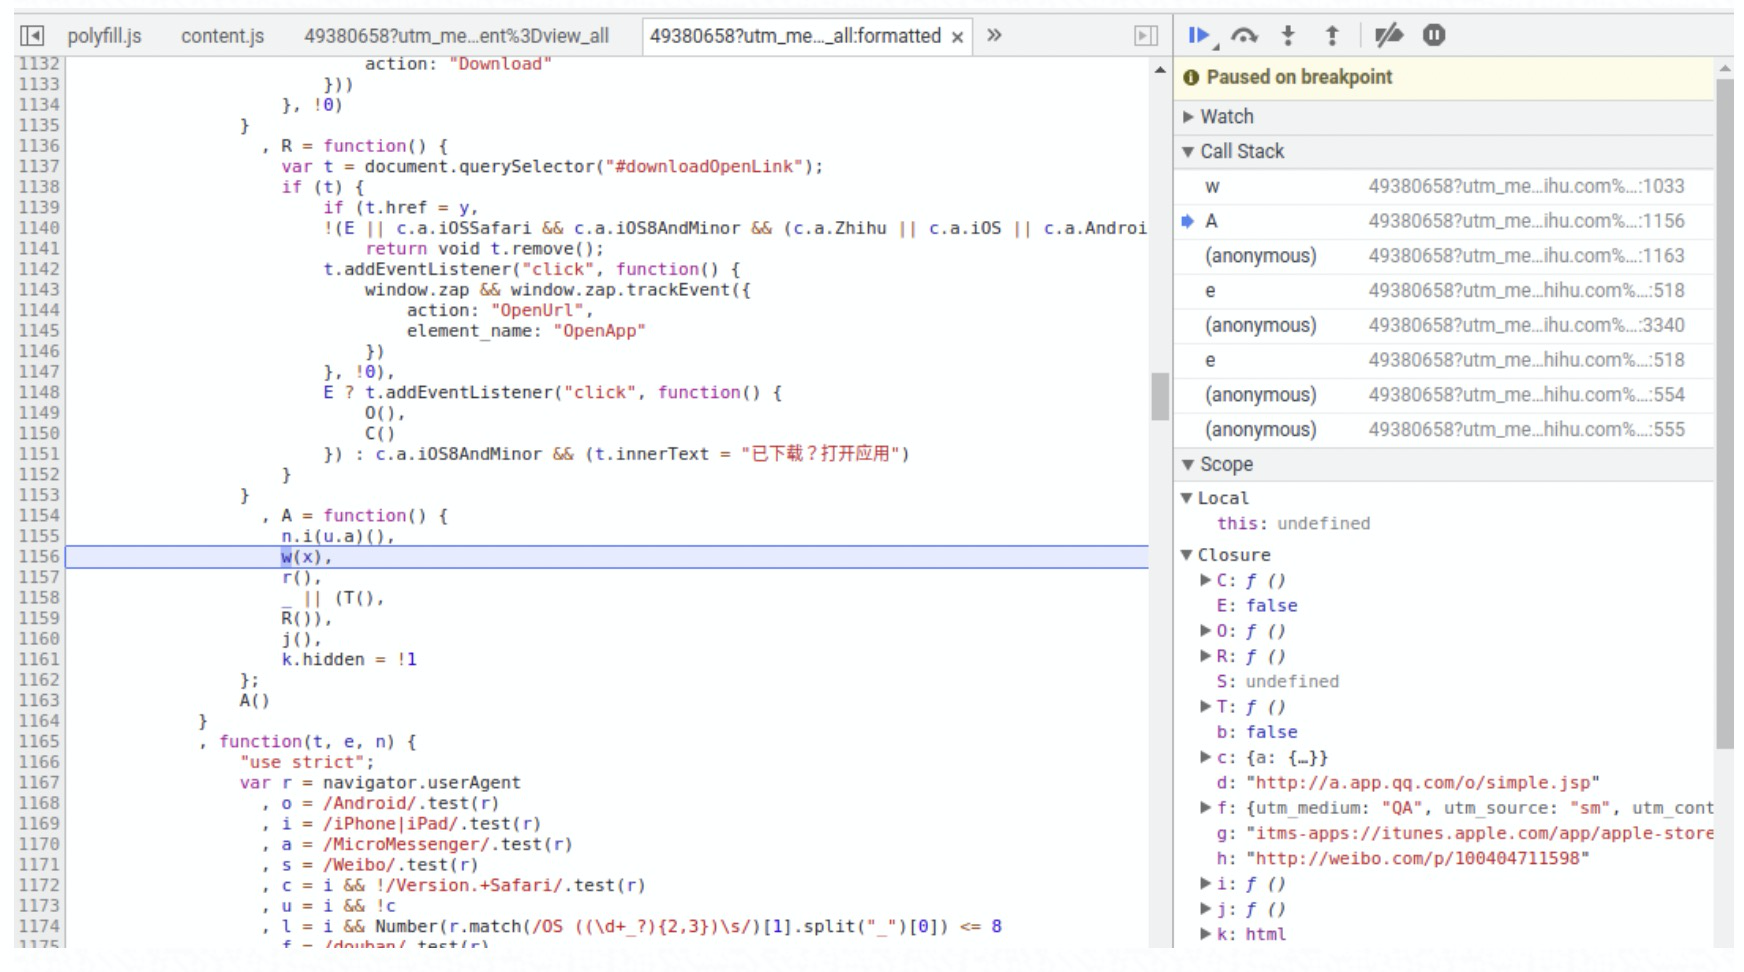 polyfill.js content.js 49380658?utm_me...ent%3Dview_all 49380658?utm_me..._all:formatted × »
1132 action: "Download"
1133 }))
1134 }, !0)
1135 }
1136 , R = function() {
1137 var t = document.querySelector("#downloadOpenLink");
1138 if (t) {
1139 if (t.href = y,
1140 !(E || c.a.iOSSafari && c.a.iOS8AndMinor && (c.a.Zhihu || c.a.iOS || c.a.Androi
1141 return void t.remove();
1142 t.addEventListener("click", function() {
1143 window.zap && window.zap.trackEvent({
1144 action: "OpenUrl",
1145 element_name: "OpenApp"
1146 })
1147 }, !0),
1148 E ? t.addEventListener("click", function() {
1149 O(),
1150 C()
1151 }) : c.a.iOS8AndMinor && (t.innerText = "已下载？打开应用")
1152 }
1153 }
1154 , A = function() {
1155 n.i(u.a)(),
1156 w(x),
1157 r(),
1158 _ || (T(),
1159 R()),
1160 j(),
1161 k.hidden = !1
1162 };
1163 A()
1164 }
1165 , function(t, e, n) {
1166 "use strict";
1167 var r = navigator.userAgent
1168 , o = /Android/.test(r)
1169 , i = /iPhone|iPad/.test(r)
1170 , a = /MicroMessenger/.test(r)
1171 , s = /Weibo/.test(r)
1172 , c = i && !/Version.+Safari/.test(r)
1173 , u = i && !c
1174 , l = i && Number(r.match(/OS ((\d+_?){2,3})\s/)[1].split("_")[0]) <= 8
1175 , f = /douban/.test(r)
Paused on breakpoint
Watch
Call Stack
w 49380658?utm_me...ihu.com%...:1033
A 49380658?utm_me...ihu.com%...:1156
(anonymous) 49380658?utm_me...ihu.com%...:1163
e 49380658?utm_me...hihu.com%...:518
(anonymous) 49380658?utm_me...ihu.com%...:3340
e 49380658?utm_me...hihu.com%...:518
(anonymous) 49380658?utm_me...hihu.com%...:554
(anonymous) 49380658?utm_me...hihu.com%...:555
Scope
Local
this: undefined
Closure
C: ƒ ()
E: false
O: ƒ ()
R: ƒ ()
S: undefined
T: ƒ ()
b: false
c: {a: {…}}
d: "http://a.app.qq.com/o/simple.jsp"
f: {utm_medium: "QA", utm_source: "sm", utm_cont
g: "itms-apps://itunes.apple.com/app/apple-store
h: "http://weibo.com/p/100404711598"
i: ƒ ()
j: ƒ ()
k: html